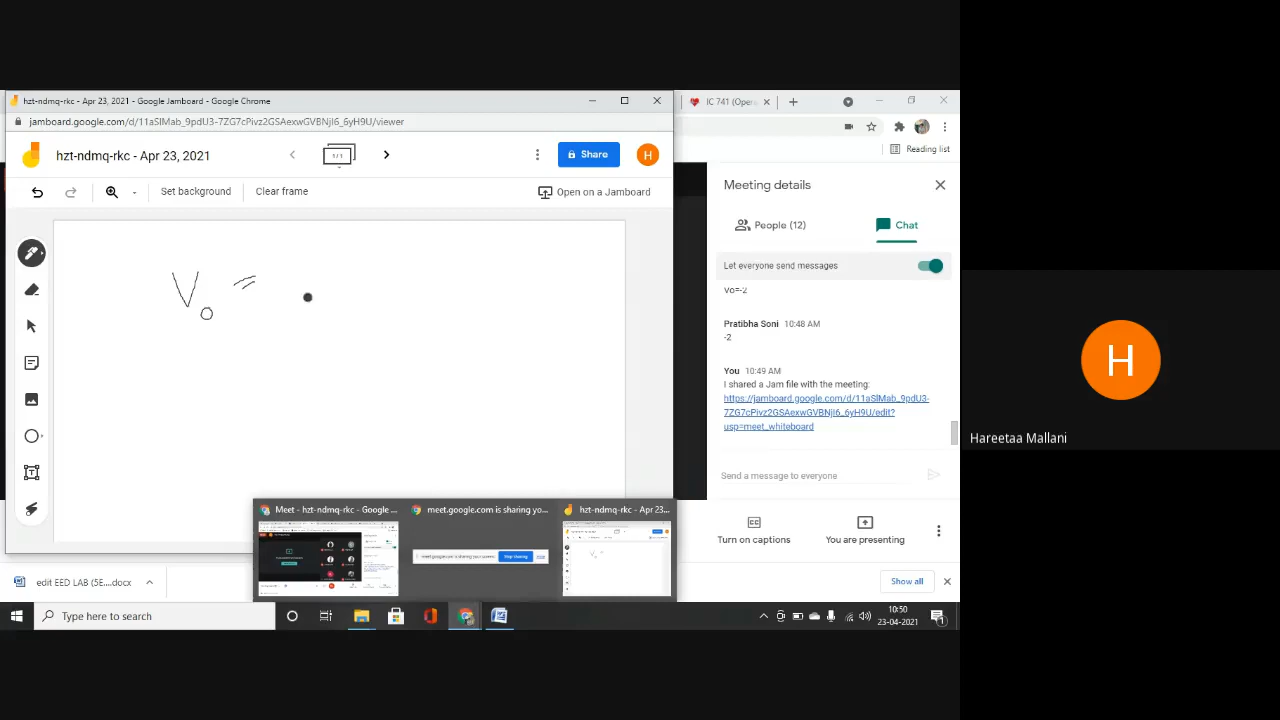 hzt-ndmq-rkc - Apr 23, 2021 - Google Jamboard - Google Chrome
IC 741 (Oper
jamboard.google.com/d/11aSlMab_9pdU3-7ZG7cPivz2GSAexwGVBNjI6_6yH9U/viewer
hzt-ndmq-rkc - Apr 23, 2021
1 / 1
Share
H
Reading list
Set background
Clear frame
Open on a Jamboard
Vo =
Meeting details
People (12)
Chat
Let everyone send messages
Vo=-2
Pratibha Soni 10:48 AM
-2
You 10:49 AM
I shared a Jam file with the meeting:
https://jamboard.google.com/d/11aSlMab_9pdU3-
7ZG7cPivz2GSAexwGVBNjI6_6yH9U/edit?
usp=meet_whiteboard
Send a message to everyone
Turn on captions
You are presenting
Meet - hzt-ndmq-rkc - Google ...
meet.google.com is sharing yo...
hzt-ndmq-rkc - Apr 23...
Stop sharing
edit EED LAB (5E....docx
Show all
Type here to search
10:50
23-04-2021
H
Hareetaa Mallani